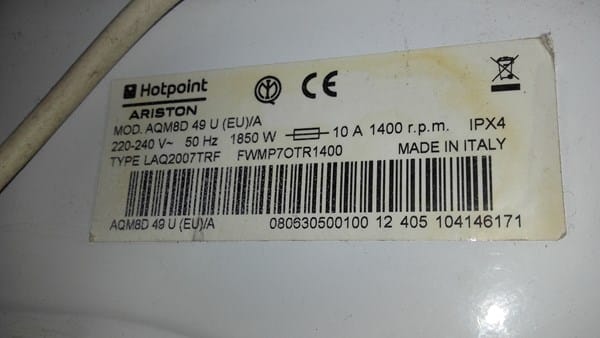 Hotpoint
ARISTON
CE
MOD. AQM8D 49 U (EU)/A
220-240 V~ 50 Hz 1850 W 10 A 1400 r.p.m. IPX4
TYPE LAQ2007TRF FWMP7OTR1400 MADE IN ITALY
AQM8D 49 U (EU)/A 080630500100 12 405 104146171